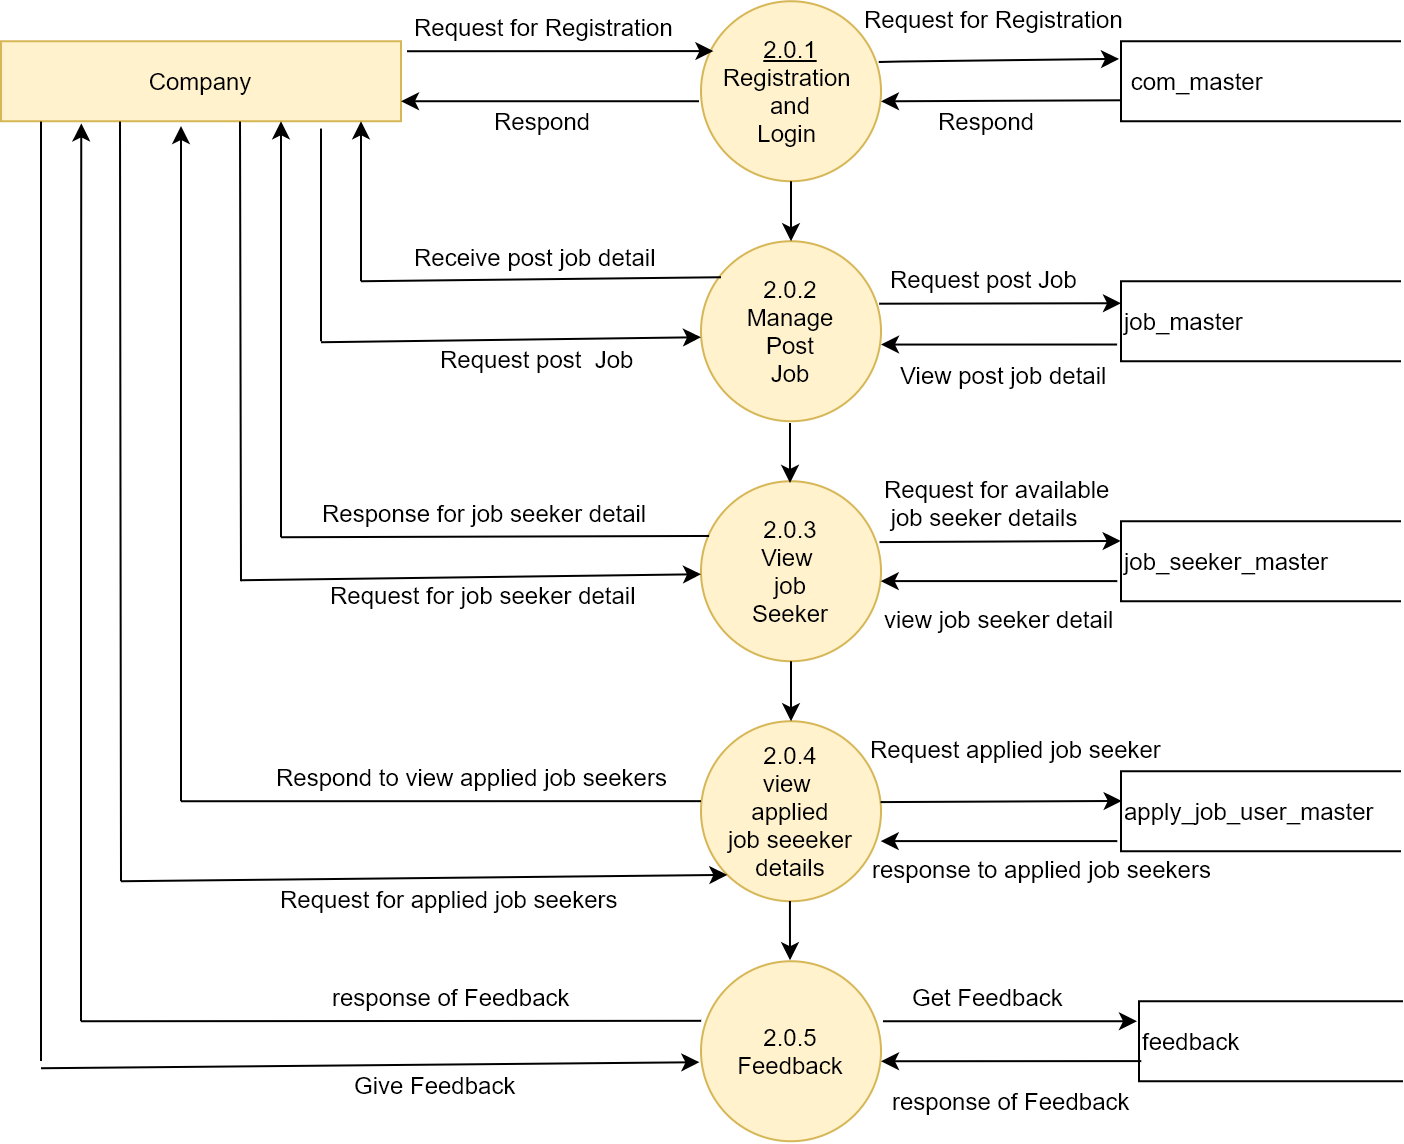 Request for Registration
Request for Registration
Company
2.0.1
Registration
and
Login
com_master
Respond
Respond
Receive post job detail
Request post Job
2.0.2
Manage
Post
Job
job_master
Request post  Job
View post job detail
Response for job seeker detail
Request for available
job seeker details
2.0.3
View
job
Seeker
job_seeker_master
Request for job seeker detail
view job seeker detail
Respond to view applied job seekers
Request applied job seeker
2.0.4
view
applied
job seeeker
details
apply_job_user_master
Request for applied job seekers
response to applied job seekers
response of Feedback
Get Feedback
2.0.5
Feedback
feedback
Give Feedback
response of Feedback